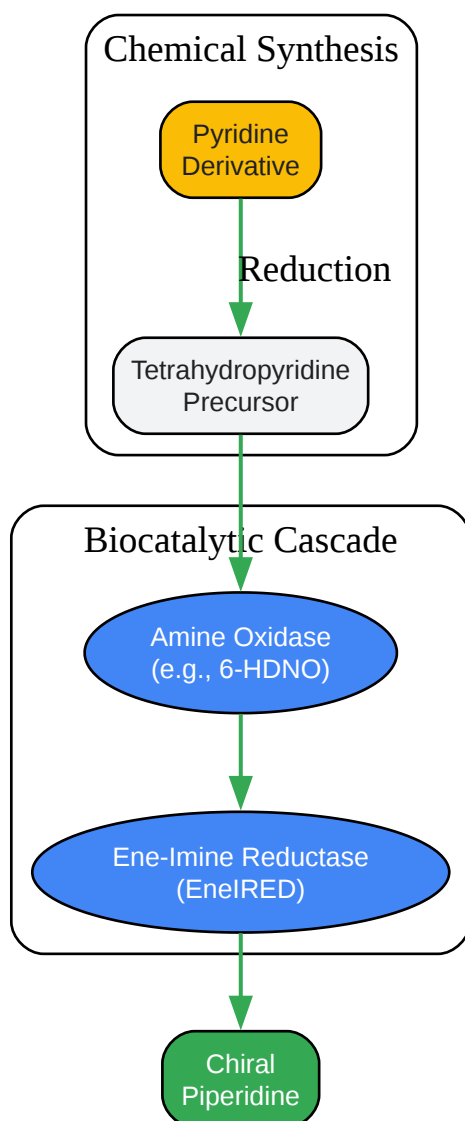 Chemical Synthesis
Pyridine
Derivative
Reduction
Tetrahydropyridine
Precursor
Biocatalytic Cascade
Amine Oxidase
(e.g., 6-HDNO)
Ene-Imine Reductase
(EneIRED)
Chiral
Piperidine